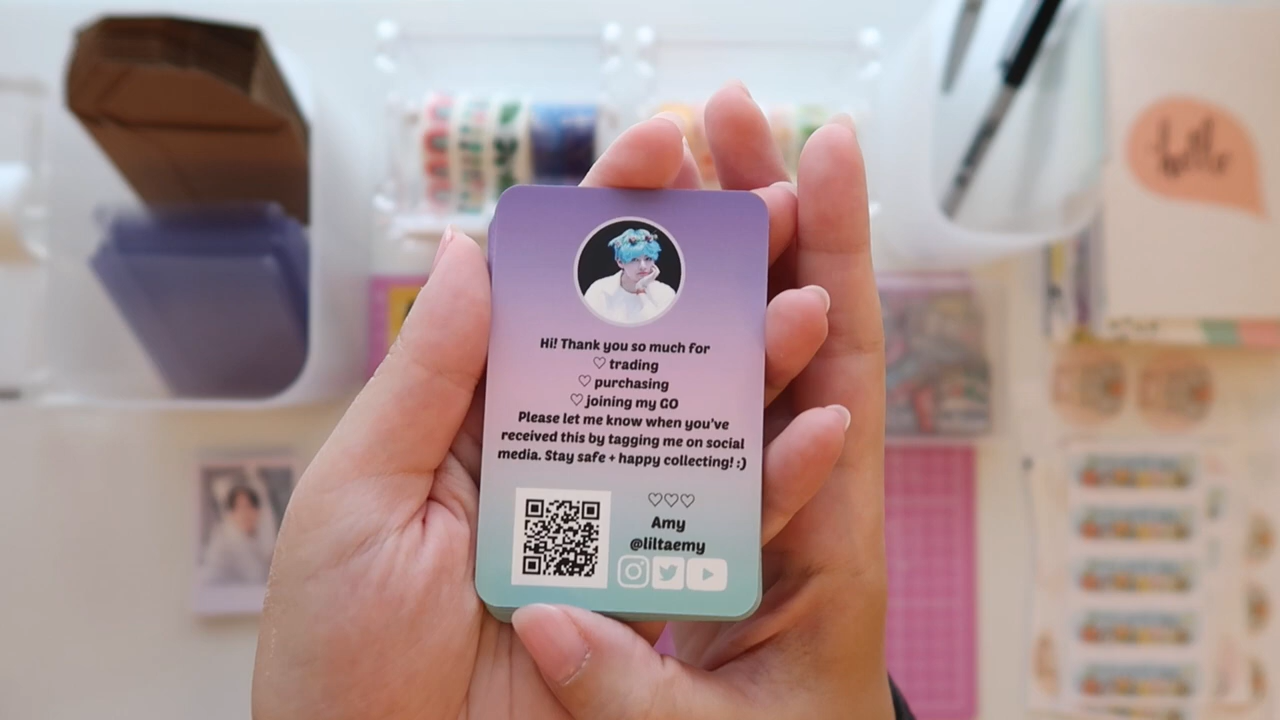 hello
Hi! Thank you so much for
♡ trading
♡ purchasing
♡ joining my GO
Please let me know when you've
received this by tagging me on social
media. Stay safe + happy collecting! :)
♡♡♡
Amy
@liltaemy